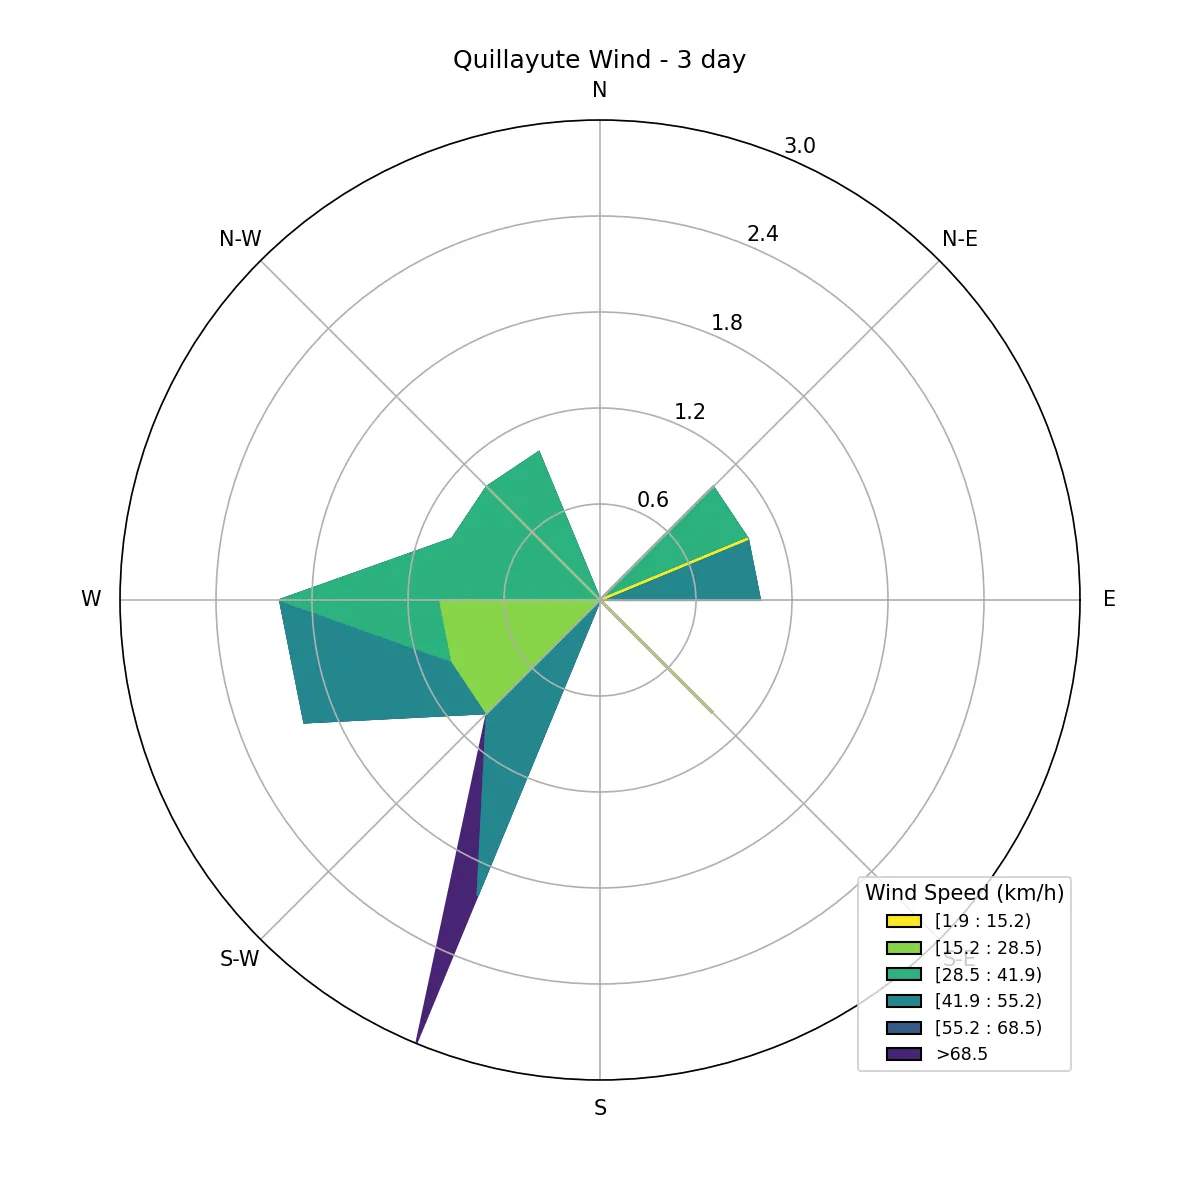 Quillayute Wind - 3 day
N
3.0
N-W
2.4
N-E
1.8
1.2
0.6
W
E
S-W
S-E
S
Wind Speed (km/h)
[1.9 : 15.2)
[15.2 : 28.5)
[28.5 : 41.9)
[41.9 : 55.2)
[55.2 : 68.5)
>68.5